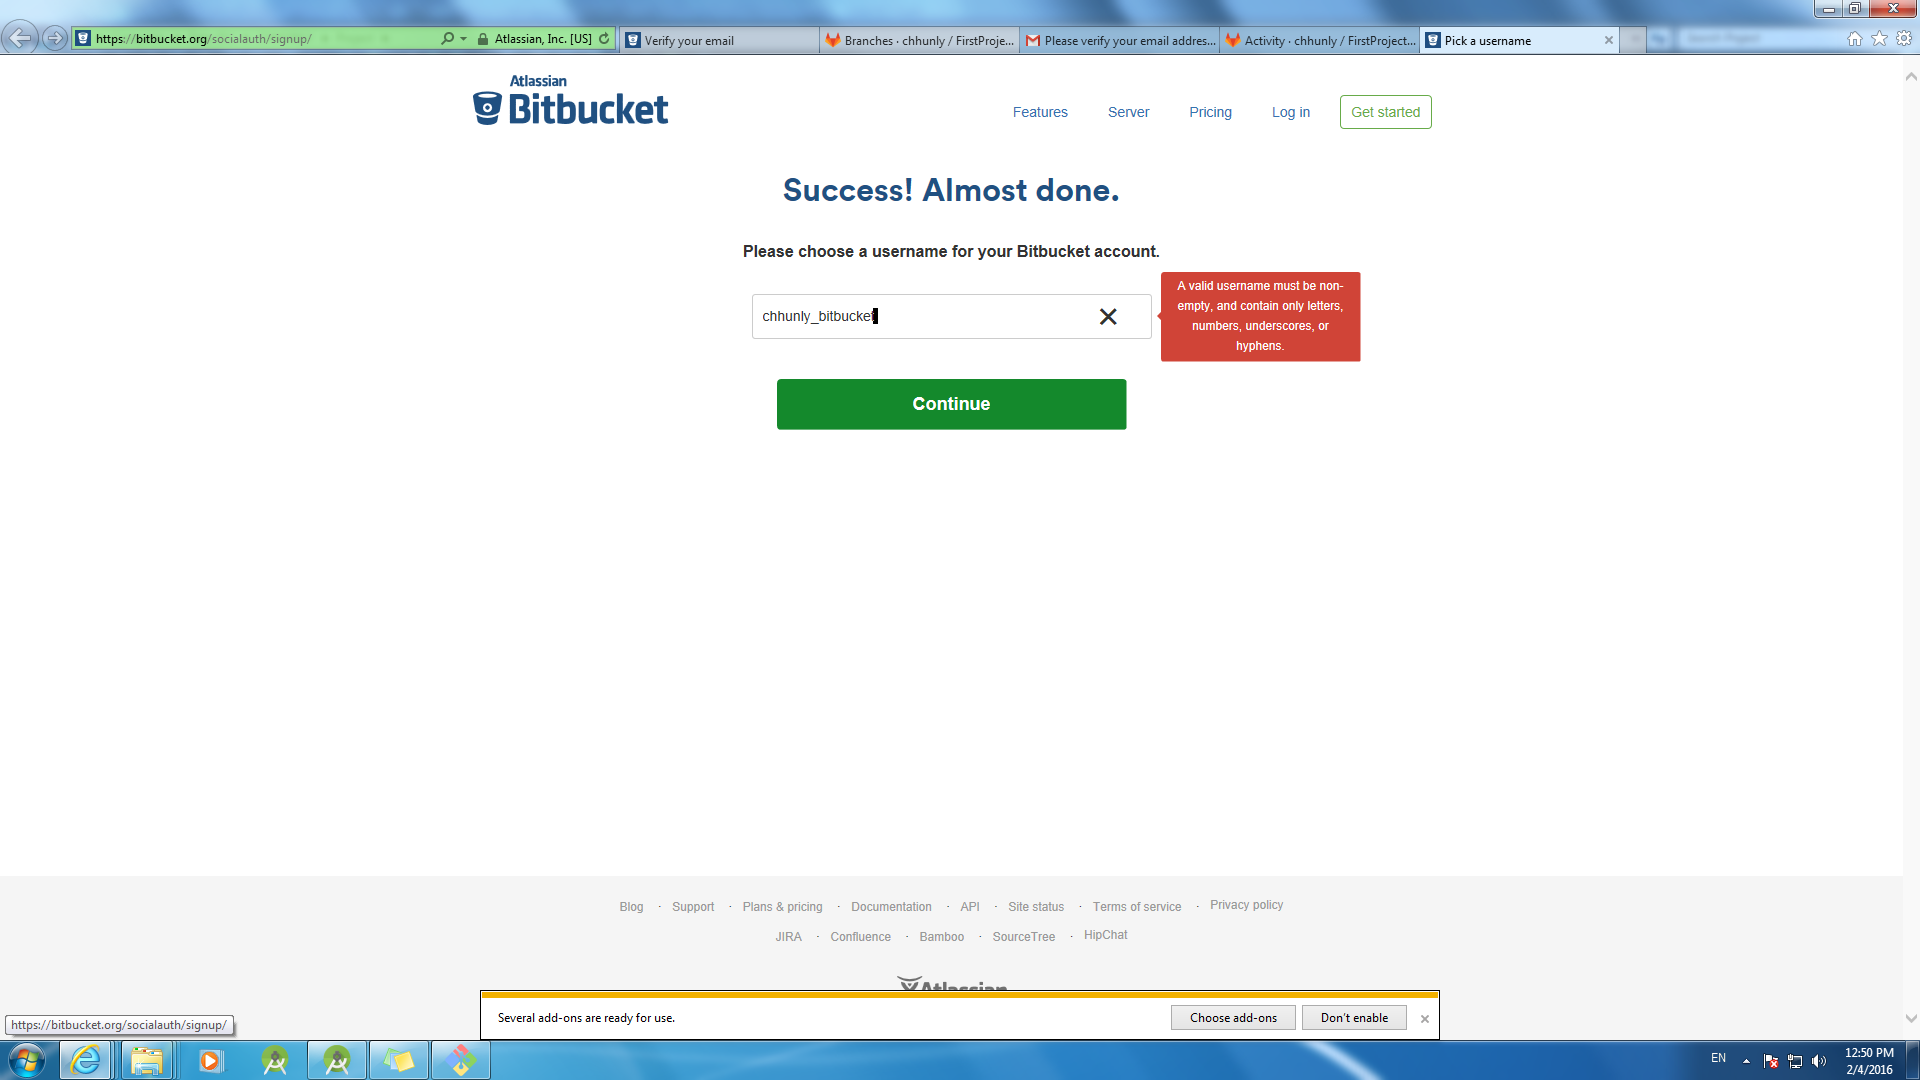 https://bitbucket.org/socialauth/signup/
Atlassian, Inc. [US]
Verify your email
Branches · chhunly / FirstProje...
Please verify your email addres...
Activity · chhunly / FirstProject...
Pick a username
Atlassian
Bitbucket
Features
Server
Pricing
Log in
Get started
Success! Almost done.
Please choose a username for your Bitbucket account.
chhunly_bitbucket
A valid username must be non-
empty, and contain only letters,
numbers, underscores, or
hyphens.
Continue
Blog · Support · Plans & pricing · Documentation · API · Site status · Terms of service · Privacy policy
JIRA · Confluence · Bamboo · SourceTree · HipChat
Atlassian
Several add-ons are ready for use.
Choose add-ons
Don't enable
https://bitbucket.org/socialauth/signup/
EN
12:50 PM
2/4/2016